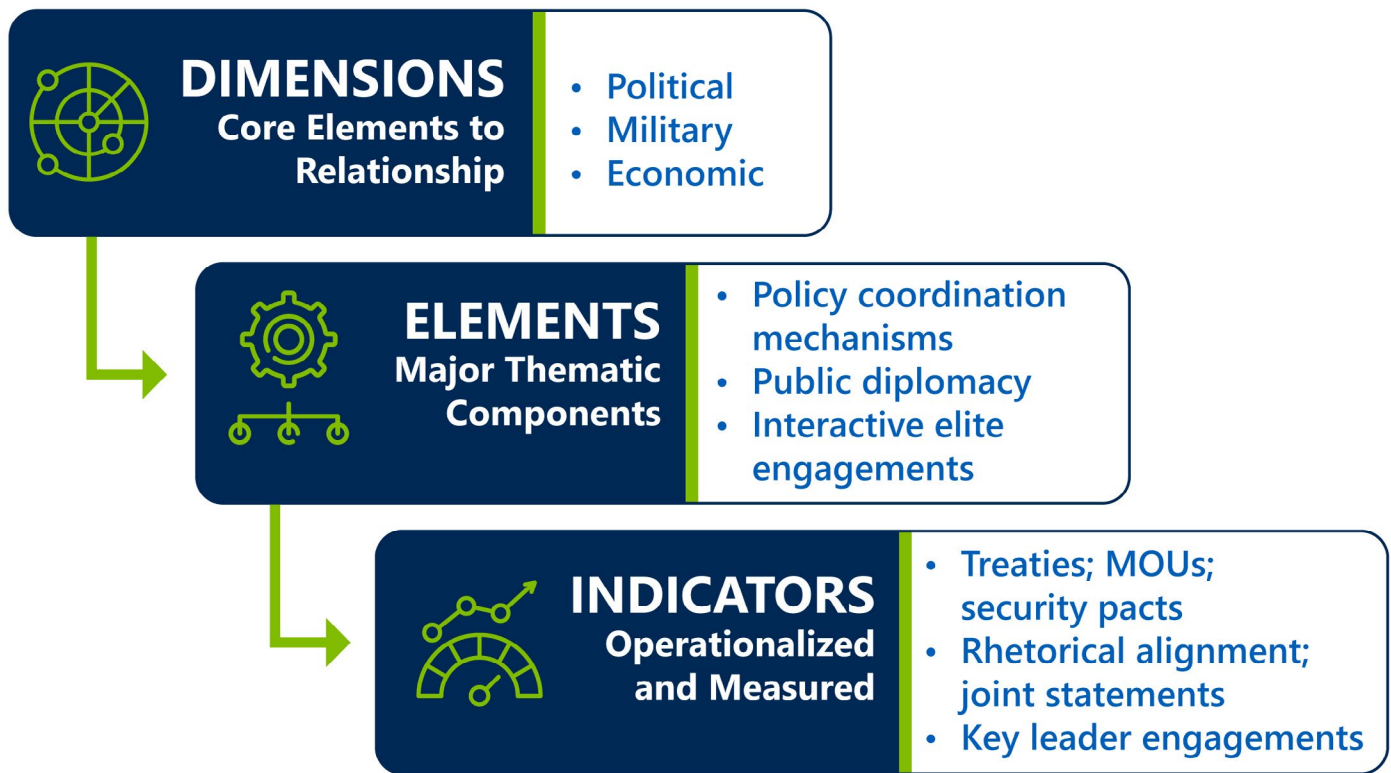 DIMENSIONS
Core Elements to
Relationship
• Political
• Military
• Economic
ELEMENTS
Major Thematic
Components
• Policy coordination
mechanisms
• Public diplomacy
• Interactive elite
engagements
INDICATORS
Operationalized
and Measured
• Treaties; MOUs;
security pacts
• Rhetorical alignment;
joint statements
• Key leader engagements